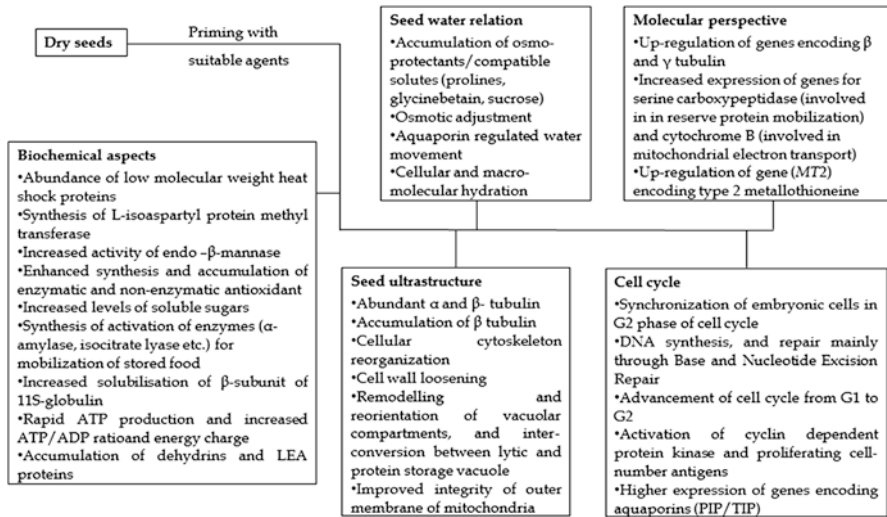 Dry seeds
Priming with
suitable agents
Seed water relation
•Accumulation of osmo-
protectants/compatible
solutes (prolines,
glycinebetain, sucrose)
•Osmotic adjustment
•Aquaporin regulated water
movement
•Cellular and macro-
molecular hydration
Molecular perspective
•Up-regulation of genes encoding β
and γ tubulin
•Increased expression of genes for
serine carboxypeptidase (involved
in in reserve protein mobilization)
and cytochrome B (involved in
mitochondrial electron transport)
•Up-regulation of gene (MT2)
encoding type 2 metallothioneine
Biochemical aspects
•Abundance of low molecular weight heat
shock proteins
•Synthesis of L-isoaspartyl protein methyl
transferase
•Increased activity of endo –β-mannase
•Enhanced synthesis and accumulation of
enzymatic and non-enzymatic antioxidant
•Increased levels of soluble sugars
•Synthesis of activation of enzymes (α-
amylase, isocitrate lyase etc.) for
mobilization of stored food
•Increased solubilisation of β-subunit of
11S-globulin
•Rapid ATP production and increased
ATP/ADP ratioand energy charge
•Accumulation of dehydrins and LEA
proteins
Seed ultrastructure
•Abundant α and β- tubulin
•Accumulation of β tubulin
•Cellular cytoskeleton
reorganization
•Cell wall loosening
•Remodelling and
reorientation of vacuolar
compartments, and inter-
conversion between lytic and
protein storage vacuole
•Improved integrity of outer
membrane of mitochondria
Cell cycle
•Synchronization of embryonic cells in
G2 phase of cell cycle
•DNA synthesis, and repair mainly
through Base and Nucleotide Excision
Repair
•Advancement of cell cycle from G1 to
G2
•Activation of cyclin dependent
protein kinase and proliferating cell-
number antigens
•Higher expression of genes encoding
aquaporins (PIP/TIP)